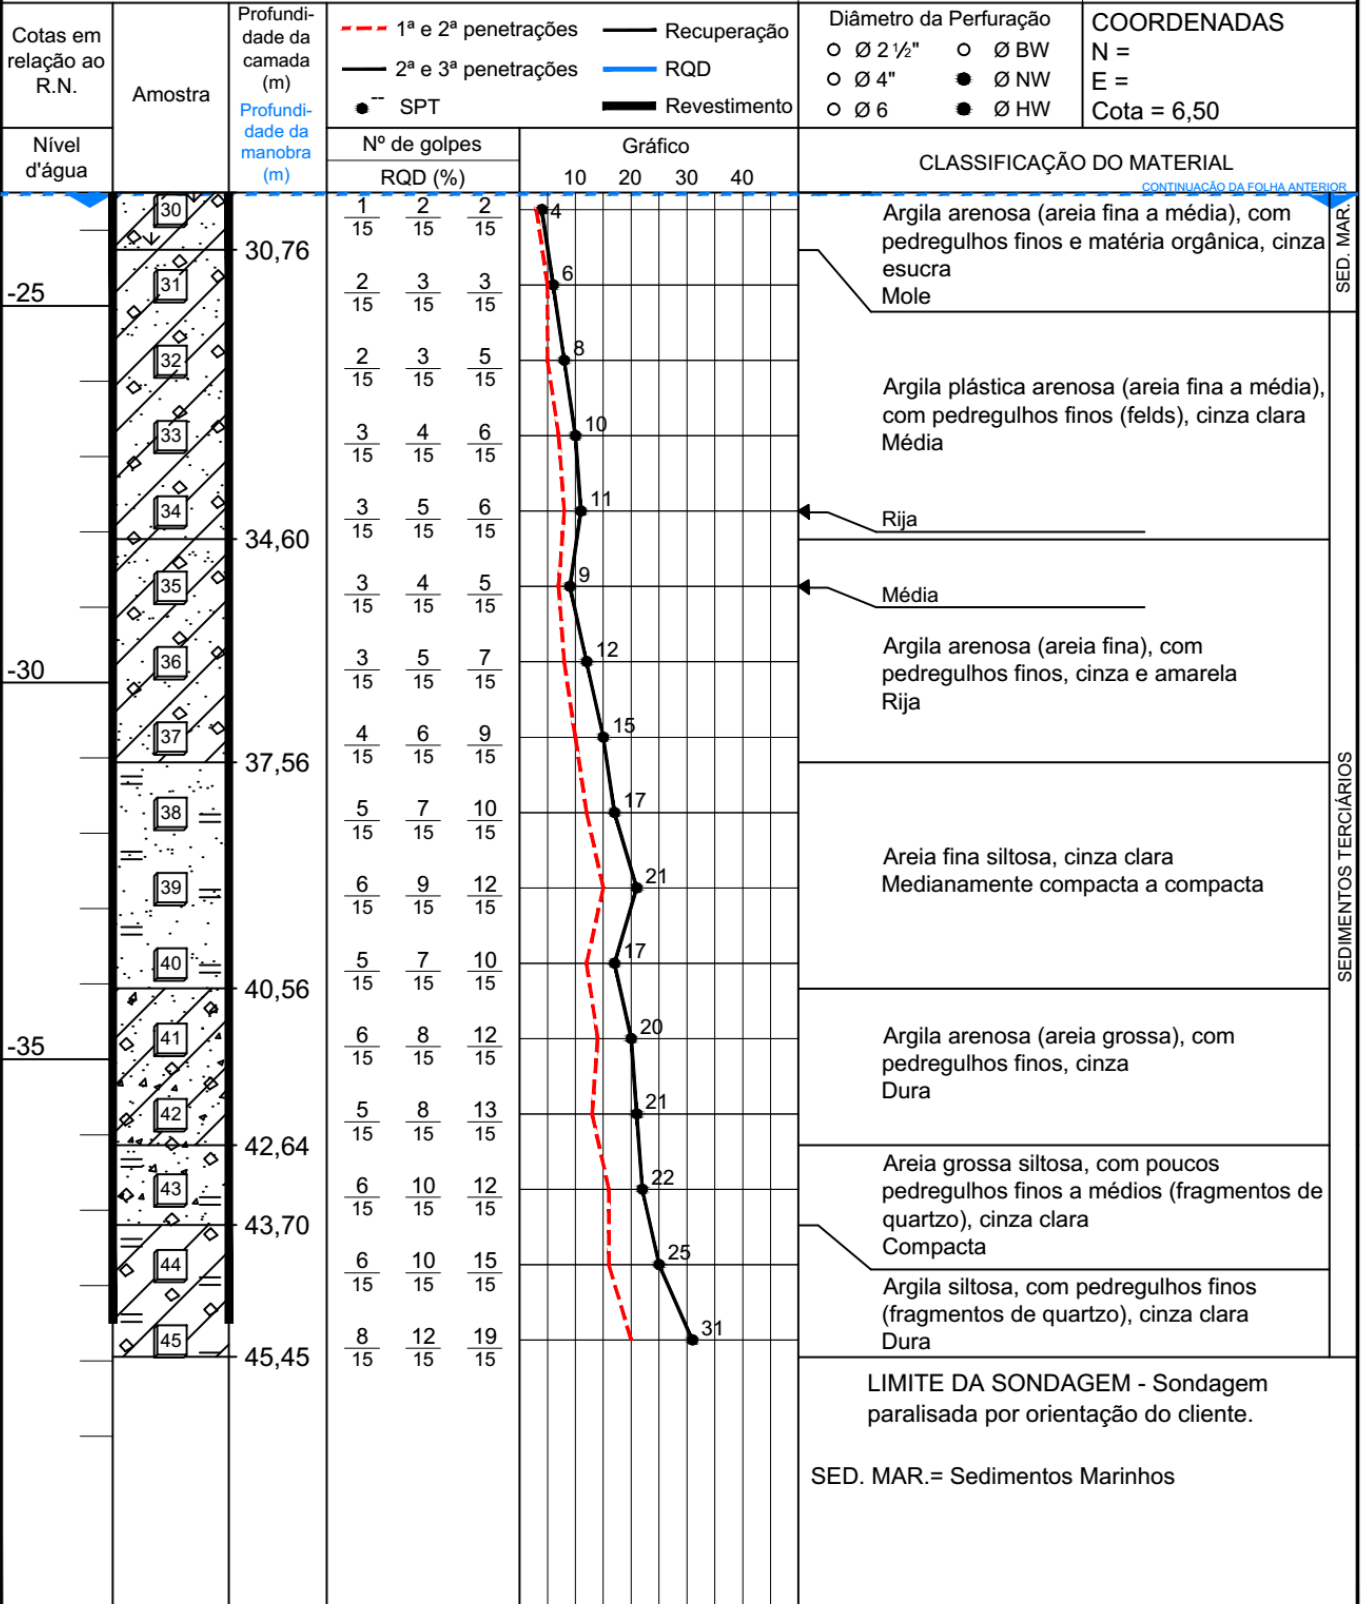 Cotas em
relação ao
R.N.
Nível
d'água
Amostra
Profundi-
dade da
camada
(m)
Profundi-
dade da
manobra
(m)
1ª e 2ª penetrações
Recuperação
2ª e 3ª penetrações
RQD
SPT
Revestimento
Nº de golpes
RQD (%)
Gráfico
10 20 30 40
Diâmetro da Perfuração
Ø 2 ½" Ø BW
Ø 4" Ø NW
Ø 6 Ø HW
COORDENADAS
N =
E =
Cota = 6,50
CLASSIFICAÇÃO DO MATERIAL
CONTINUAÇÃO DA FOLHA ANTERIOR
30 1/15 2/15 2/15 4
30,76
31 2/15 3/15 3/15 6
-25
32 2/15 3/15 5/15 8
33 3/15 4/15 6/15 10
34 3/15 5/15 6/15 11
34,60
35 3/15 4/15 5/15 9
36 3/15 5/15 7/15 12
-30
37 4/15 6/15 9/15 15
37,56
38 5/15 7/15 10/15 17
39 6/15 9/15 12/15 21
40 5/15 7/15 10/15 17
40,56
41 6/15 8/15 12/15 20
-35
42 5/15 8/15 13/15 21
42,64
43 6/15 10/15 12/15 22
43,70
44 6/15 10/15 15/15 25
45 8/15 12/15 19/15 31
45,45
Argila arenosa (areia fina a média), com
pedregulhos finos e matéria orgânica, cinza
esucra
Mole
SED. MAR.
Argila plástica arenosa (areia fina a média),
com pedregulhos finos (felds), cinza clara
Média
Rija
Média
Argila arenosa (areia fina), com
pedregulhos finos, cinza e amarela
Rija
Areia fina siltosa, cinza clara
Medianamente compacta a compacta
SEDIMENTOS TERCIÁRIOS
Argila arenosa (areia grossa), com
pedregulhos finos, cinza
Dura
Areia grossa siltosa, com poucos
pedregulhos finos a médios (fragmentos de
quartzo), cinza clara
Compacta
Argila siltosa, com pedregulhos finos
(fragmentos de quartzo), cinza clara
Dura
LIMITE DA SONDAGEM - Sondagem
paralisada por orientação do cliente.
SED. MAR.= Sedimentos Marinhos